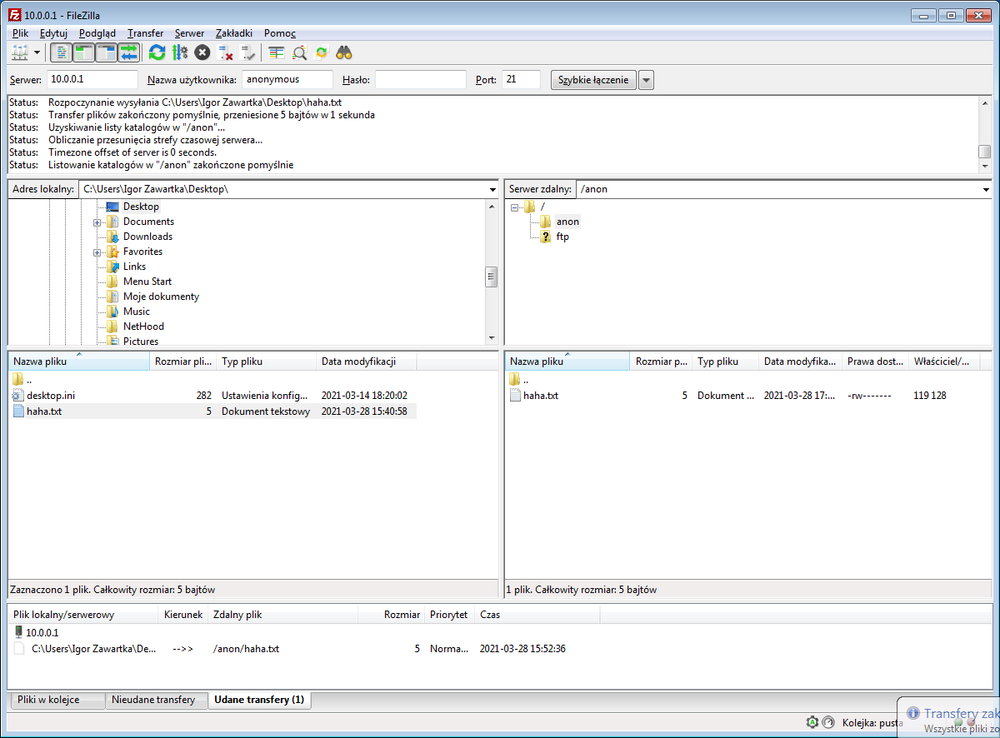 10.0.0.1 - FileZilla
Plik Edytuj Podgląd Transfer Serwer Zakładki Pomoc
Serwer: 10.0.0.1 Nazwa użytkownika: anonymous Hasło: Port: 21 Szybkie łączenie
Status: Rozpoczynanie wysyłania C:\Users\Igor Zawartka\Desktop\haha.txt
Status: Transfer plików zakończony pomyślnie, przeniesione 5 bajtów w 1 sekunda
Status: Uzyskiwanie listy katalogów w "/anon"...
Status: Obliczanie przesunięcia strefy czasowej serwera...
Status: Timezone offset of server is 0 seconds.
Status: Listowanie katalogów w "/anon" zakończone pomyślnie
Adres lokalny: C:\Users\Igor Zawartka\Desktop\
Desktop
Documents
Downloads
Favorites
Links
Menu Start
Moje dokumenty
Music
NetHood
Pictures
Serwer zdalny: /anon
/
anon
? ftp
Nazwa pliku Rozmiar pli... Typ pliku Data modyfikacji
..
desktop.ini 282 Ustawienia konfig... 2021-03-14 18:20:02
haha.txt 5 Dokument tekstowy 2021-03-28 15:40:58
Zaznaczono 1 plik. Całkowity rozmiar: 5 bajtów
Nazwa pliku Rozmiar p... Typ pliku Data modyfika... Prawa dost... Właściciel/...
..
haha.txt 5 Dokument ... 2021-03-28 17:... -rw------- 119 128
1 plik. Całkowity rozmiar: 5 bajtów
Plik lokalny/serwerowy Kierunek Zdalny plik Rozmiar Priorytet Czas
10.0.0.1
C:\Users\Igor Zawartka\De... -->> /anon/haha.txt 5 Norma... 2021-03-28 15:52:36
Pliki w kolejce Nieudane transfery Udane transfery (1)
Kolejka: pusta
Transfery zak
Wszystkie pliki zo